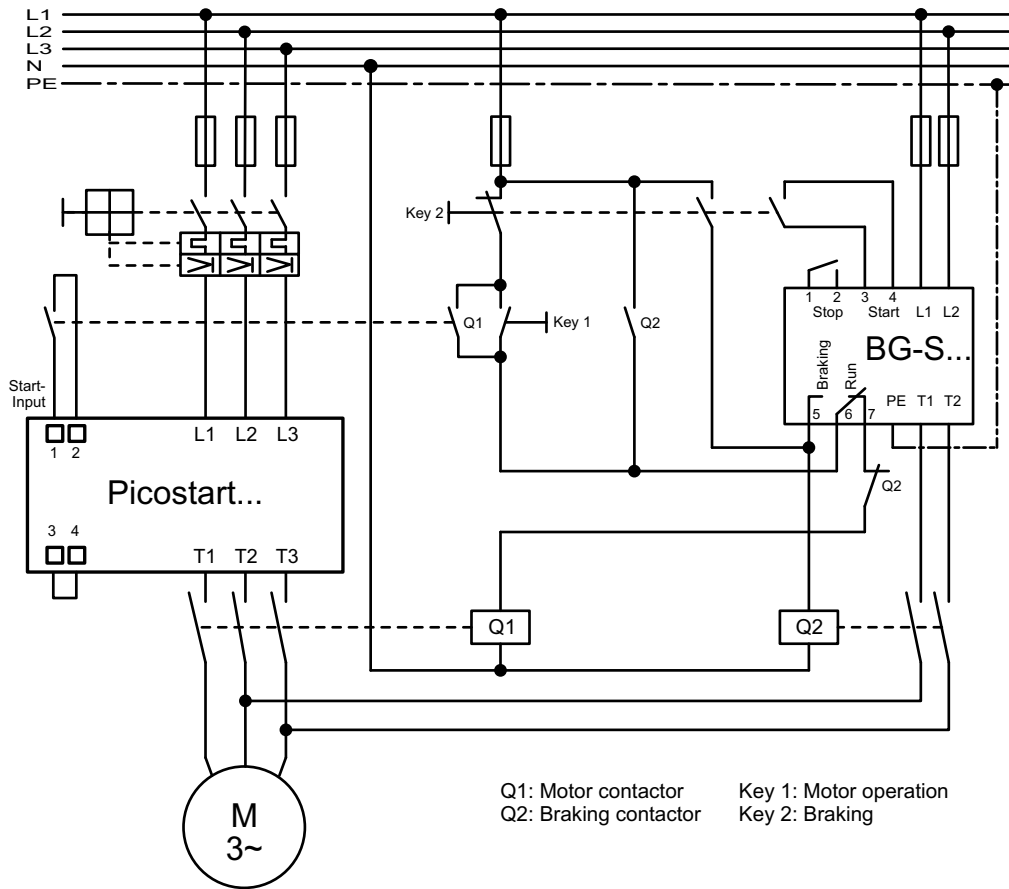 L1
L2
L3
N
PE
Key 2
Q1
Key 1
Q2
1 2 3 4
Stop Start L1 L2
BG-S...
Braking
Run
PE T1 T2
5 6 7
Q2
Start-
Input
1 2
L1 L2 L3
Picostart...
3 4
T1 T2 T3
Q1
Q2
M
3~
Q1: Motor contactor Key 1: Motor operation
Q2: Braking contactor Key 2: Braking